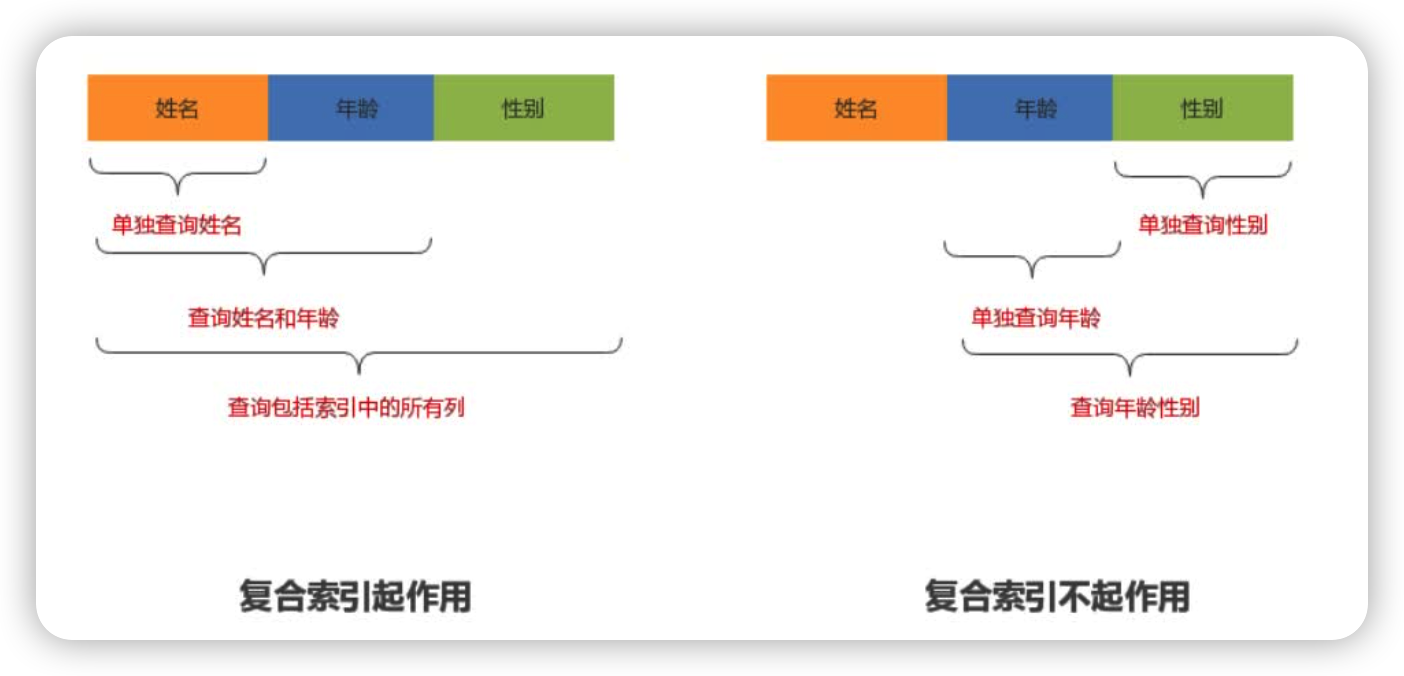 姓名 年龄 性别
单独查询姓名
查询姓名和年龄
查询包括索引中的所有列
复合索引起作用
姓名 年龄 性别
单独查询性别
单独查询年龄
查询年龄性别
复合索引不起作用